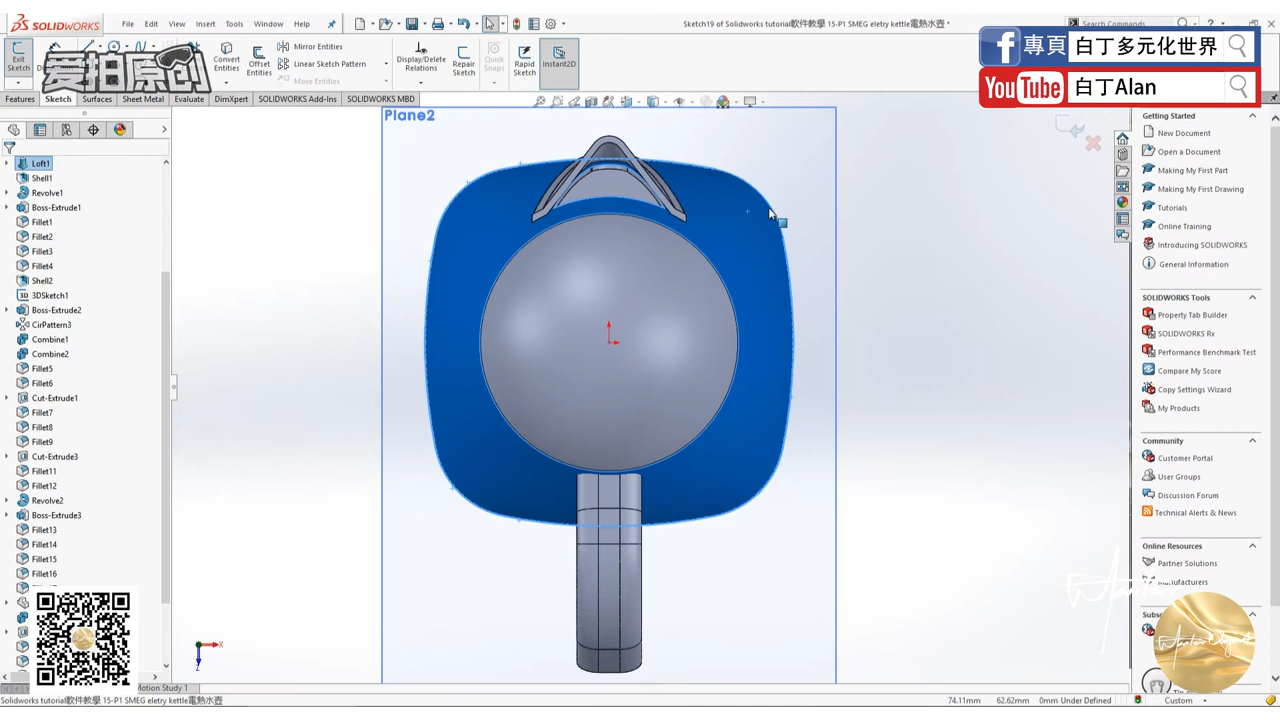 SOLIDWORKS
File
Edit
View
Insert
Tools
Window
Help
Sketch19 of Solidworks tutorial軟件教學 15-P1 SMEG eletry kettle電熱水壺 *
Search Commands
專頁
白丁多元化世界
YouTube
白丁Alan
Exit
Sketch
愛拍原創
Convert
Entities
Offset
Entities
Mirror Entities
Linear Sketch Pattern
Move Entities
Display/Delete
Relations
Repair
Sketch
Quick
Snaps
Rapid
Sketch
Instant2D
Features
Sketch
Surfaces
Sheet Metal
Evaluate
DimXpert
SOLIDWORKS Add-Ins
SOLIDWORKS MBD
Plane2
Loft1
Shell1
Revolve1
Boss-Extrude1
Fillet1
Fillet2
Fillet3
Fillet4
Shell2
3DSketch1
Boss-Extrude2
CirPattern3
Combine1
Combine2
Fillet5
Fillet6
Cut-Extrude1
Fillet7
Fillet8
Fillet9
Cut-Extrude3
Fillet11
Fillet12
Revolve2
Boss-Extrude3
Fillet13
Fillet14
Fillet15
Fillet16
Getting Started
New Document
Open a Document
Making My First Part
Making My First Drawing
Tutorials
Online Training
Introducing SOLIDWORKS
General Information
SOLIDWORKS Tools
Property Tab Builder
SOLIDWORKS Rx
Performance Benchmark Test
Compare My Score
Copy Settings Wizard
My Products
Community
Customer Portal
User Groups
Discussion Forum
Technical Alerts & News
Online Resources
Partner Solutions
Manufacturers
Motion Study 1
Solidworks tutorial軟件教學 15-P1 SMEG eletry kettle電熱水壺
74.11mm
62.62mm
0mm Under Defined
Custom